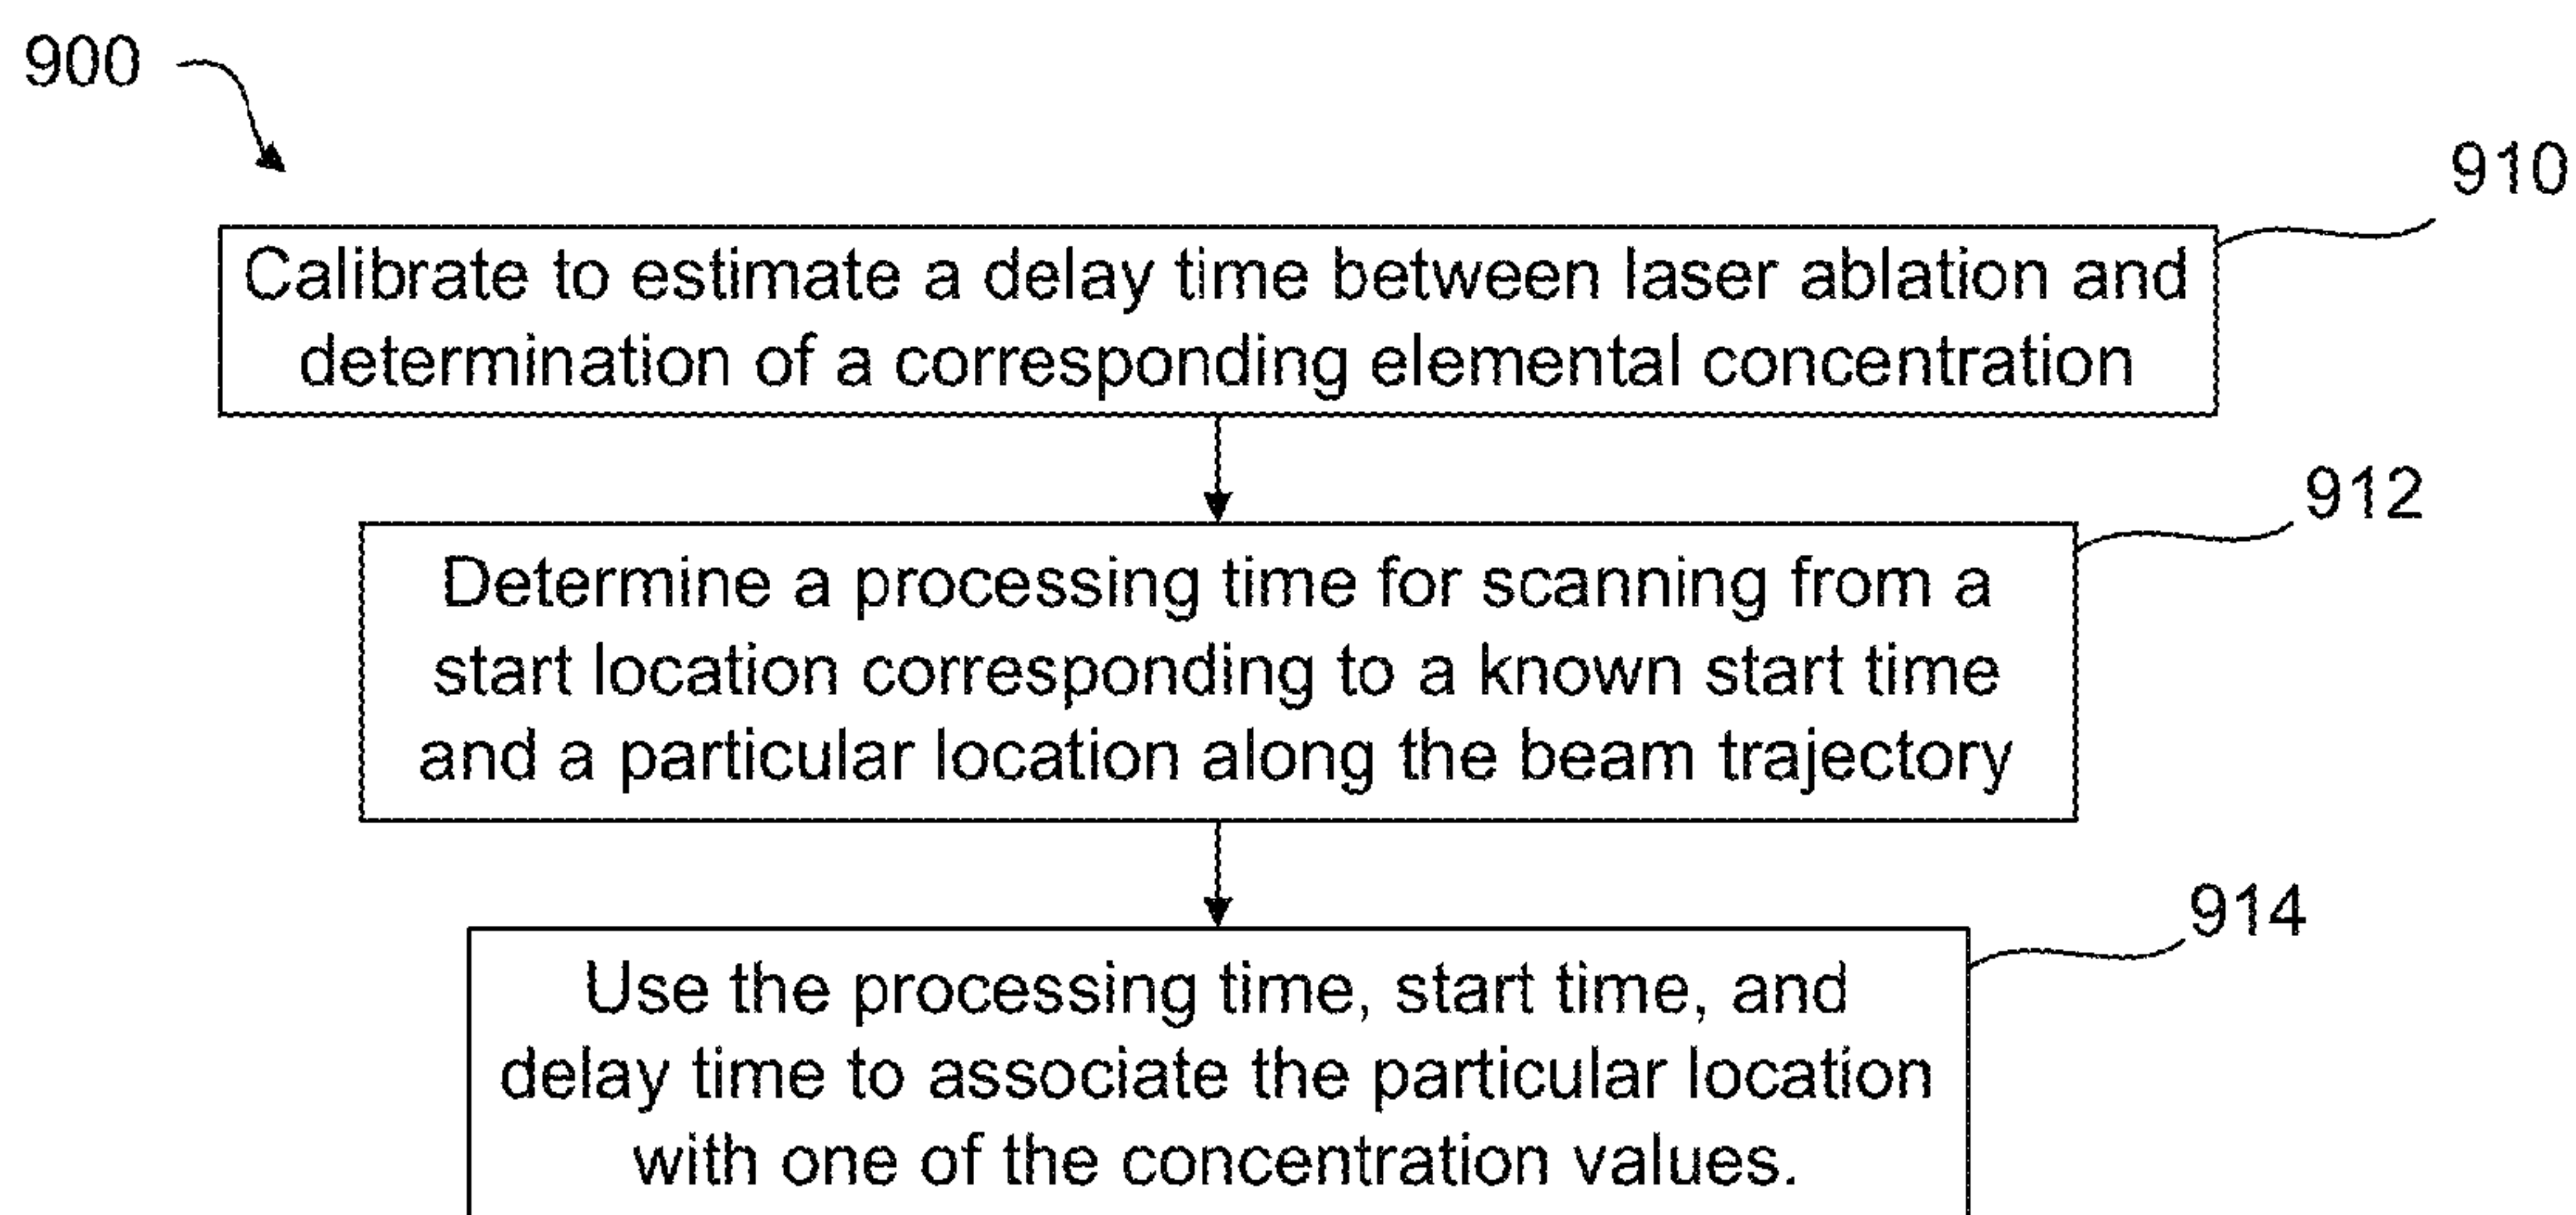 900
910
Calibrate to estimate a delay time between laser ablation and
determination of a corresponding elemental concentration
912
Determine a processing time for scanning from a
start location corresponding to a known start time
and a particular location along the beam trajectory
914
Use the processing time, start time, and
delay time to associate the particular location
with one of the concentration values.